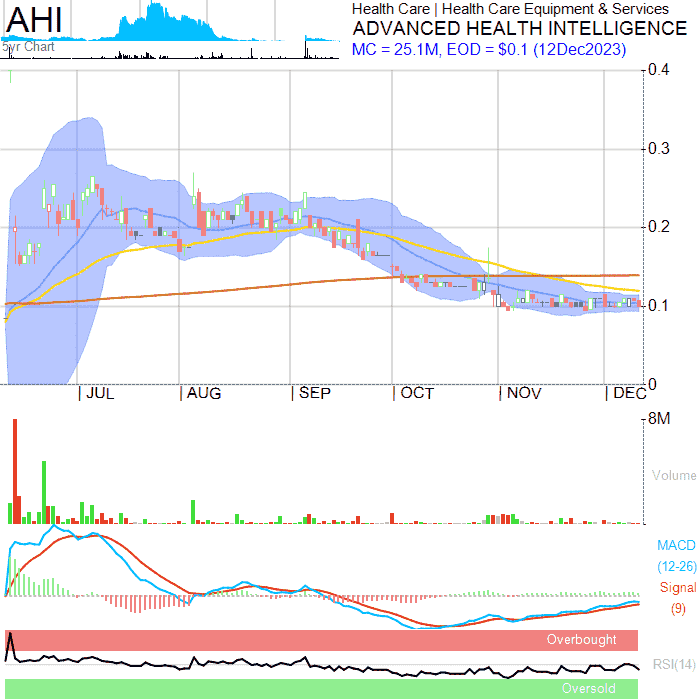 AHI
5yr Chart
Health Care | Health Care Equipment & Services
ADVANCED HEALTH INTELLIGENCE
MC = 25.1M, EOD = $0.1 (12Dec2023)
0.4
0.3
0.2
0.1
0
| JUL | AUG | SEP | OCT | NOV | DEC
8M
Volume
MACD
(12-26)
Signal
(9)
Overbought
RSI(14)
Oversold